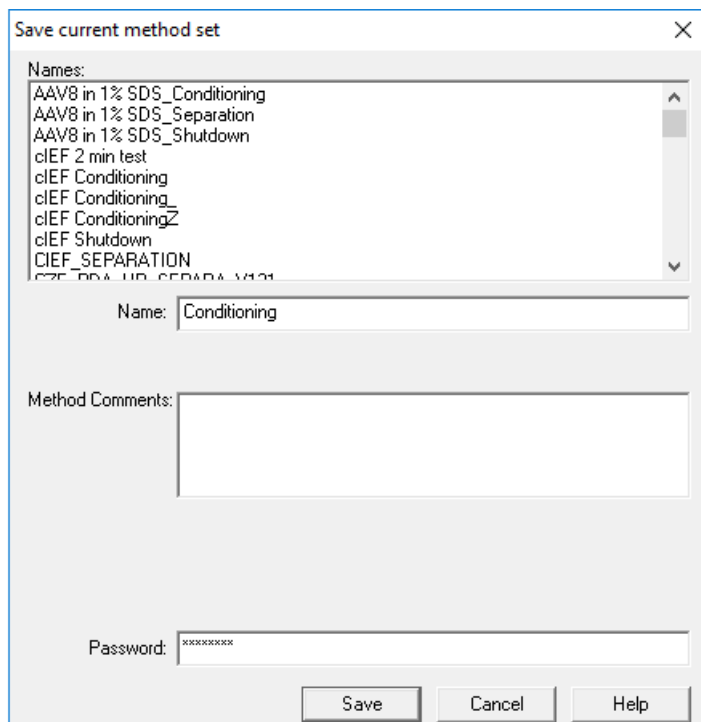 Save current method set
Names:
AAV8 in 1% SDS_Conditioning
AAV8 in 1% SDS_Separation
AAV8 in 1% SDS_Shutdown
cIEF 2 min test
cIEF Conditioning
cIEF Conditioning_
cIEF ConditioningZ
cIEF Shutdown
CIEF_SEPARATION
Name: Conditioning
Method Comments:
Password: ********
Save Cancel Help